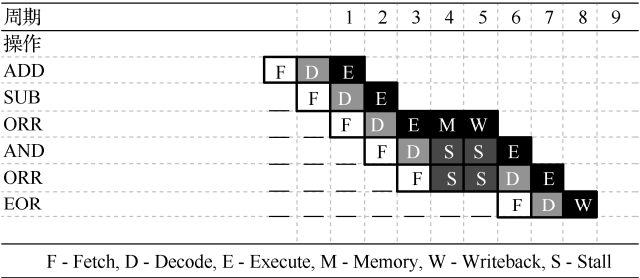 周期 1 2 3 4 5 6 7 8 9
操作
ADD F D E
SUB F D E
ORR F D E M W
AND F D S S E
ORR F S S D E
EOR F D W
F - Fetch, D - Decode, E - Execute, M - Memory, W - Writeback, S - Stall